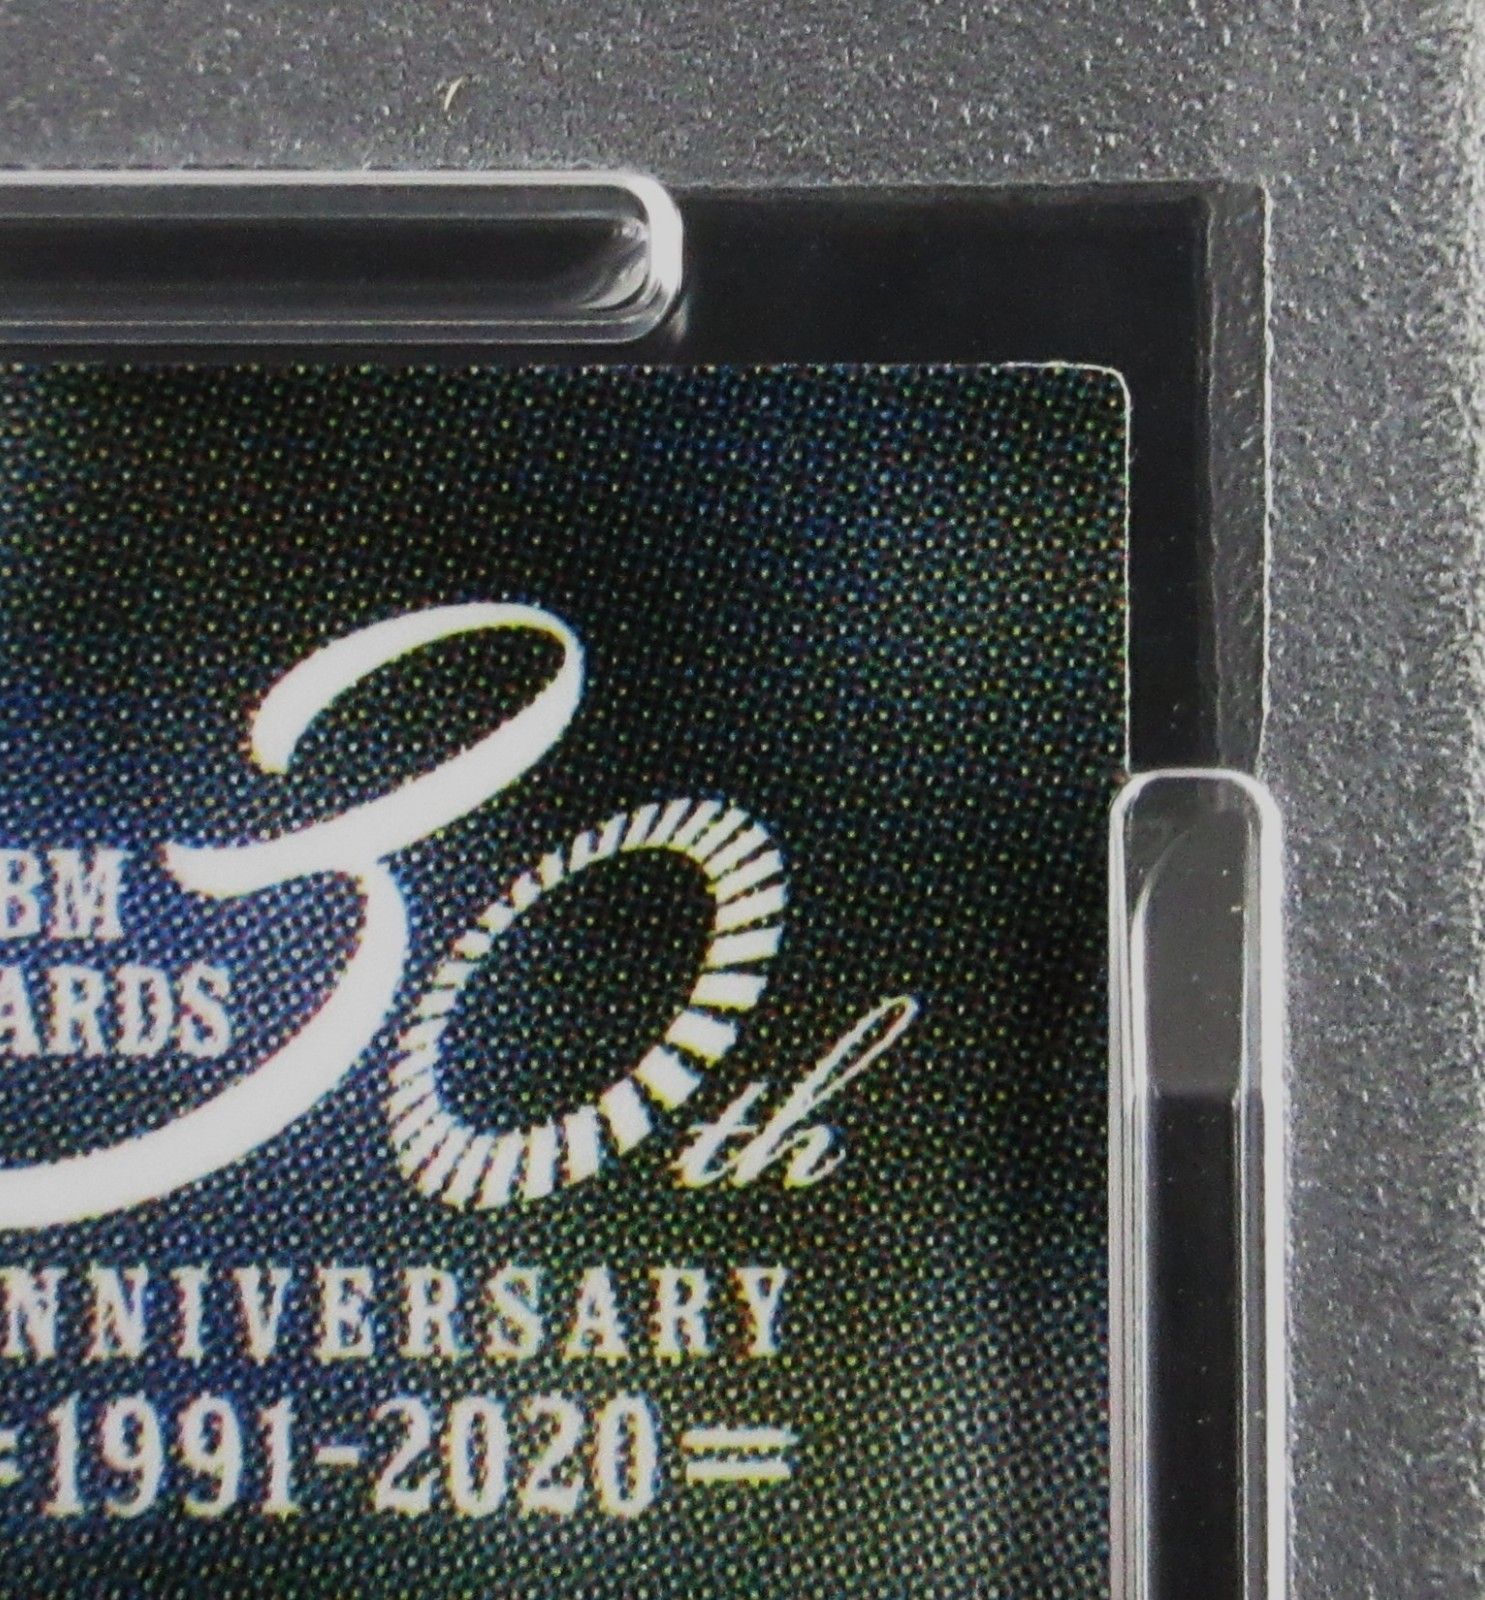 30th
BM
ARDS
NNIVERSARY
=1991-2020=